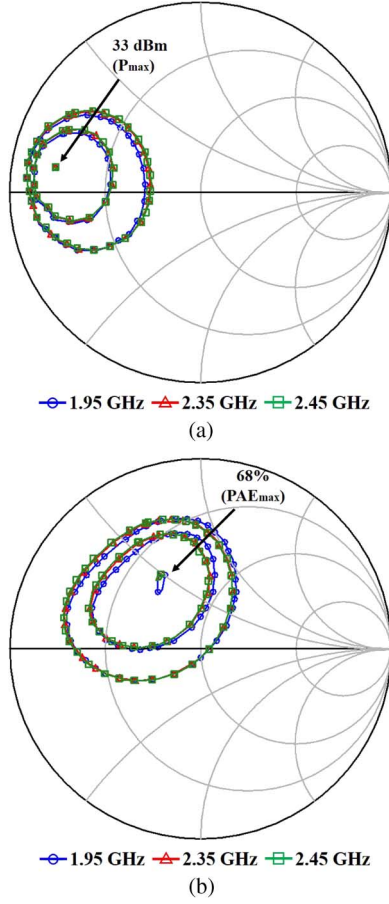 33 dBm
(Pmax)
1.95 GHz 2.35 GHz 2.45 GHz
(a)
68%
(PAEmax)
1.95 GHz 2.35 GHz 2.45 GHz
(b)